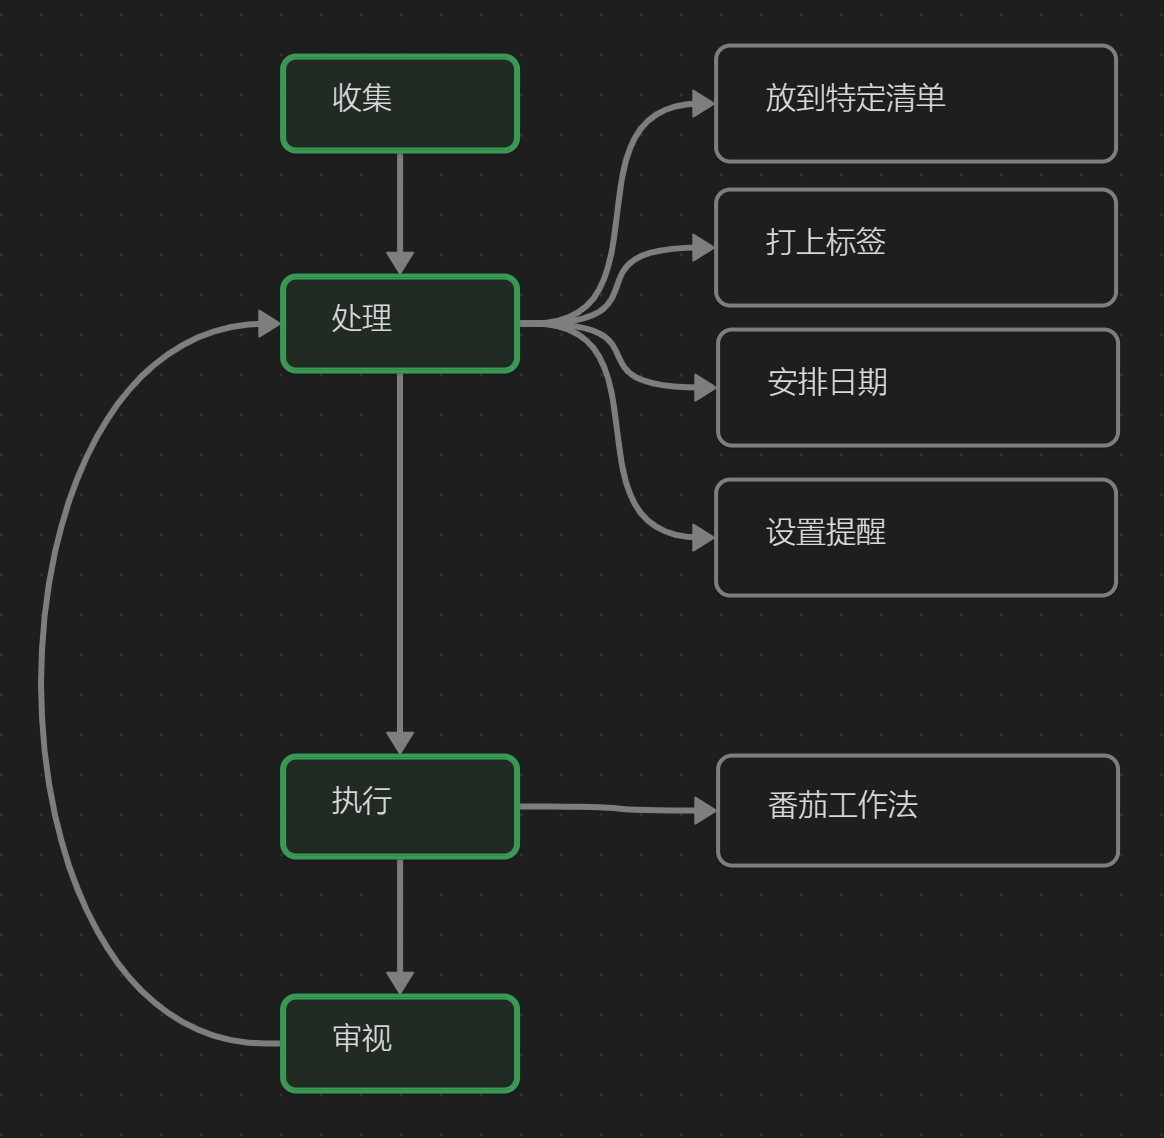 收集
放到特定清单
打上标签
处理
安排日期
设置提醒
执行
番茄工作法
审视